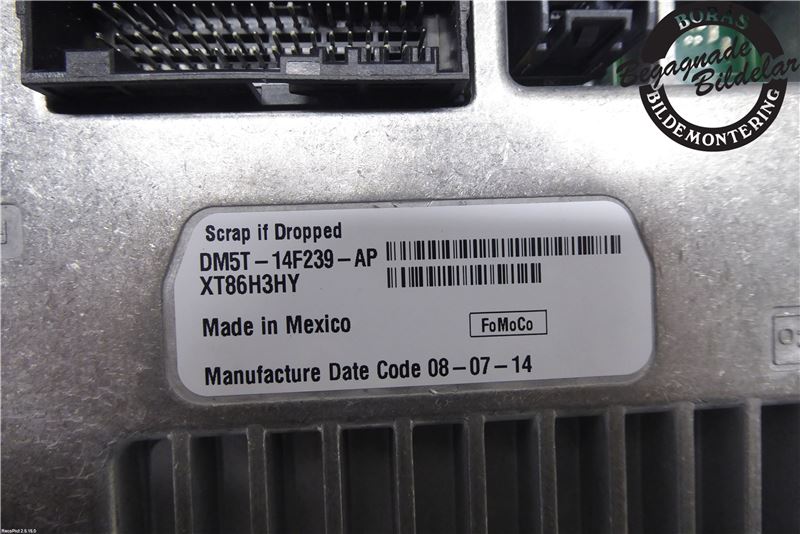 BORÅS
Begagnade
Bildelar
BILDEMONTERING
Scrap if Dropped
DM5T-14F239-AP
XT86H3HY
Made in Mexico
FoMoCo
Manufacture Date Code 08-07-14